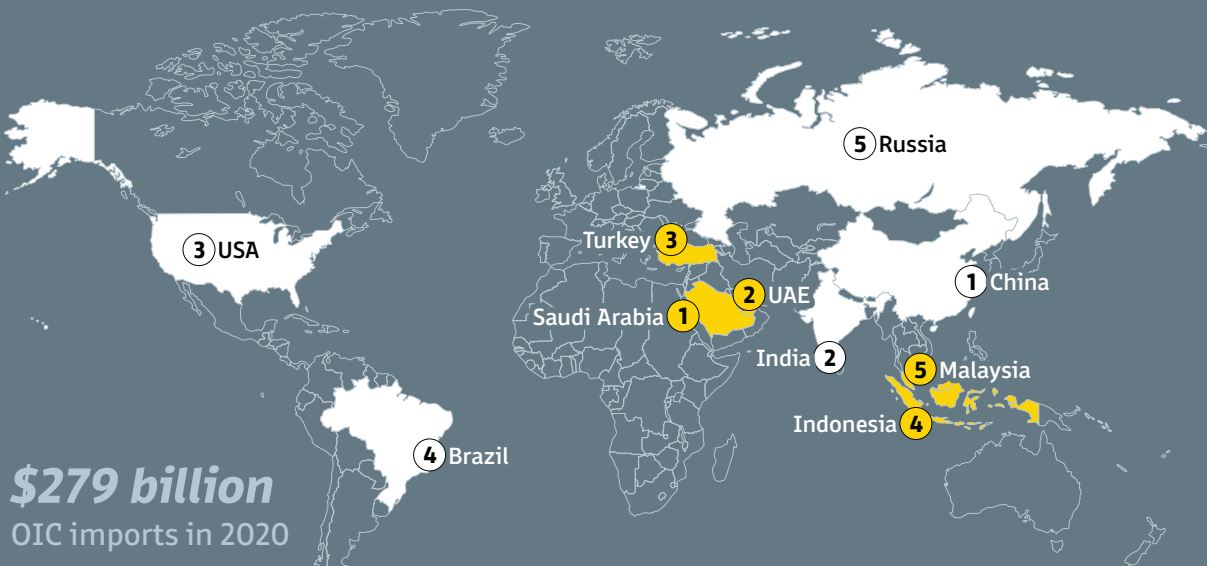 5 Russia
Turkey 3
3 USA
1 China
2 UAE
Saudi Arabia 1
India 2
5 Malaysia
Indonesia 4
4 Brazil
$279 billion
OIC imports in 2020